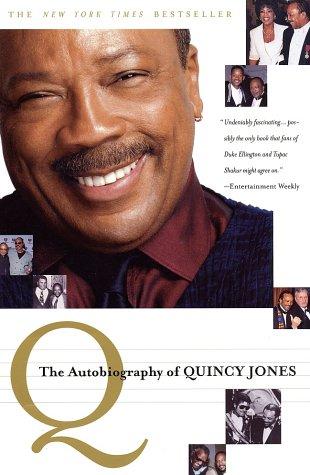 THE NEW YORK TIMES BESTSELLER
"Undeniably fascinating... pos-
sibly the only book that fans of
Duke Ellington and Tupac
Shakur might agree on."
—Entertainment Weekly
Q
The Autobiography of QUINCY JONES